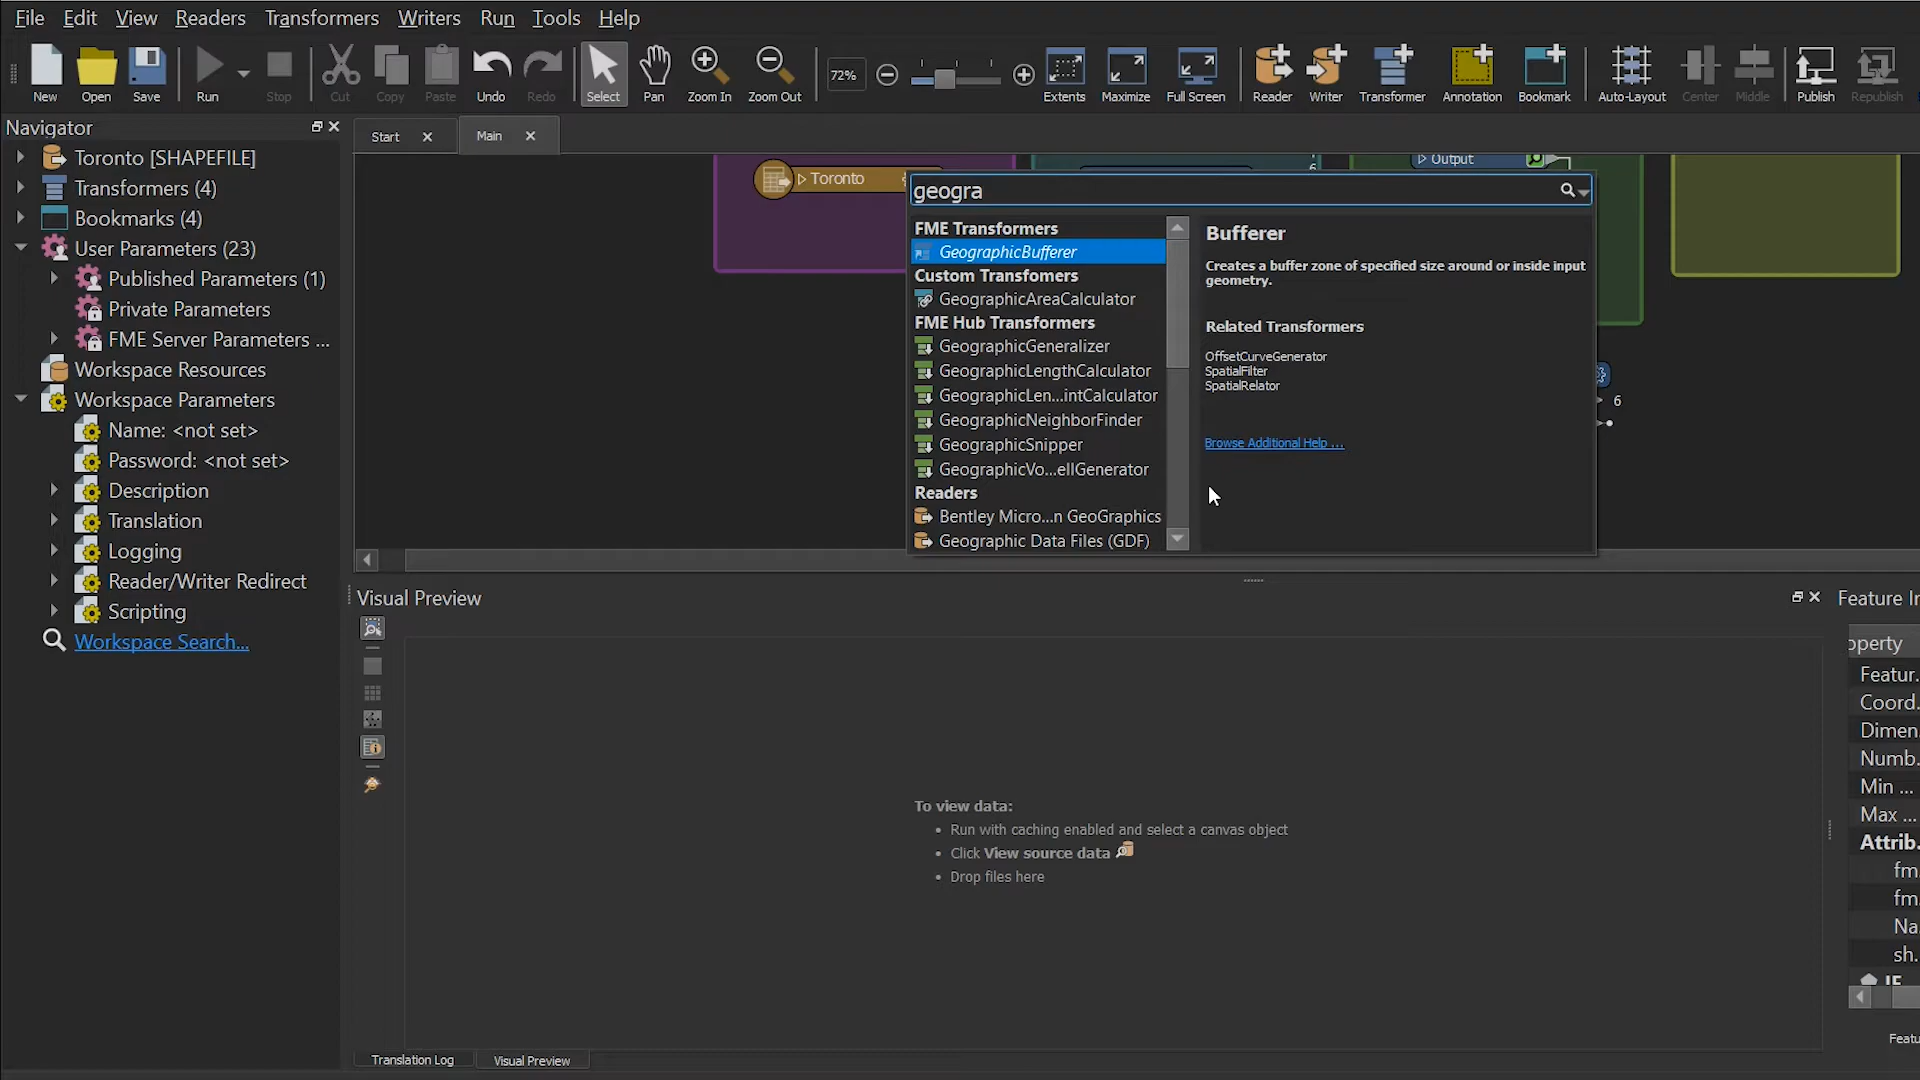 File Edit View Readers Transformers Writers Run Tools Help
New Open Save Run Stop Cut Copy Paste Undo Redo Select Pan Zoom In Zoom Out 72% Extents Maximize Full Screen Reader Writer Transformer Annotation Bookmark Auto-Layout Center Middle Publish Republish
Navigator
Toronto [SHAPEFILE]
Transformers (4)
Bookmarks (4)
User Parameters (23)
Published Parameters (1)
Private Parameters
FME Server Parameters ...
Workspace Resources
Workspace Parameters
Name: <not set>
Password: <not set>
Description
Translation
Logging
Reader/Writer Redirect
Scripting
Workspace Search...
Start Main
Toronto
Output
6
geogra
FME Transformers
GeographicBufferer
Custom Transfomers
GeographicAreaCalculator
FME Hub Transformers
GeographicGeneralizer
GeographicLengthCalculator
GeographicLen...intCalculator
GeographicNeighborFinder
GeographicSnipper
GeographicVo...ellGenerator
Readers
Bentley Micro...n GeoGraphics
Geographic Data Files (GDF)
Bufferer
Creates a buffer zone of specified size around or inside input
geometry.
Related Transformers
OffsetCurveGenerator
SpatialFilter
SpatialRelator
Browse Additional Help ...
6
Visual Preview
To view data:
• Run with caching enabled and select a canvas object
• Click View source data
• Drop files here
Translation Log Visual Preview
Feature In
operty
Featur.
Coord.
Dimen.
Numb.
Min ...
Max ...
Attrib.
fm.
fm.
Na.
sh.
Featu